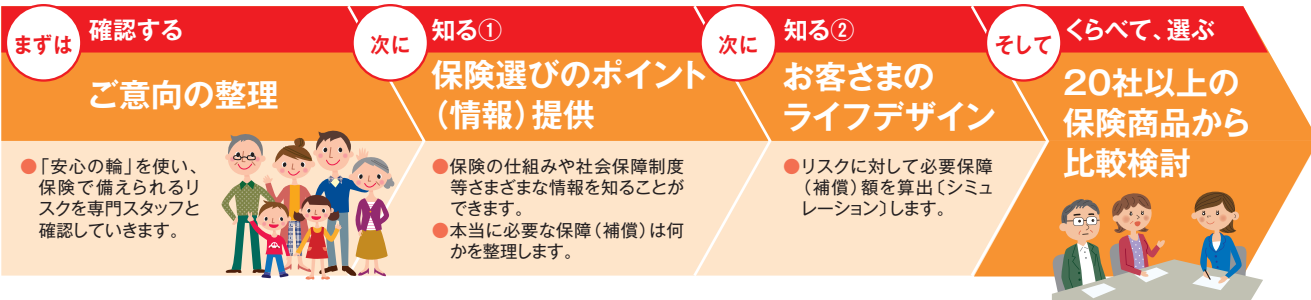 まずは
確認する
ご意向の整理
●「安心の輪」を使い、
保険で備えられるリ
スクを専門スタッフと
確認していきます。
次に
知る①
保険選びのポイント
（情報）提供
●保険の仕組みや社会保障制度
等さまざまな情報を知ることが
できます。
●本当に必要な保障（補償）は何
かを整理します。
次に
知る②
お客さまの
ライフデザイン
●リスクに対して必要保障
（補償）額を算出〔シミュ
レーション〕します。
そして
くらべて、選ぶ
20社以上の
保険商品から
比較検討